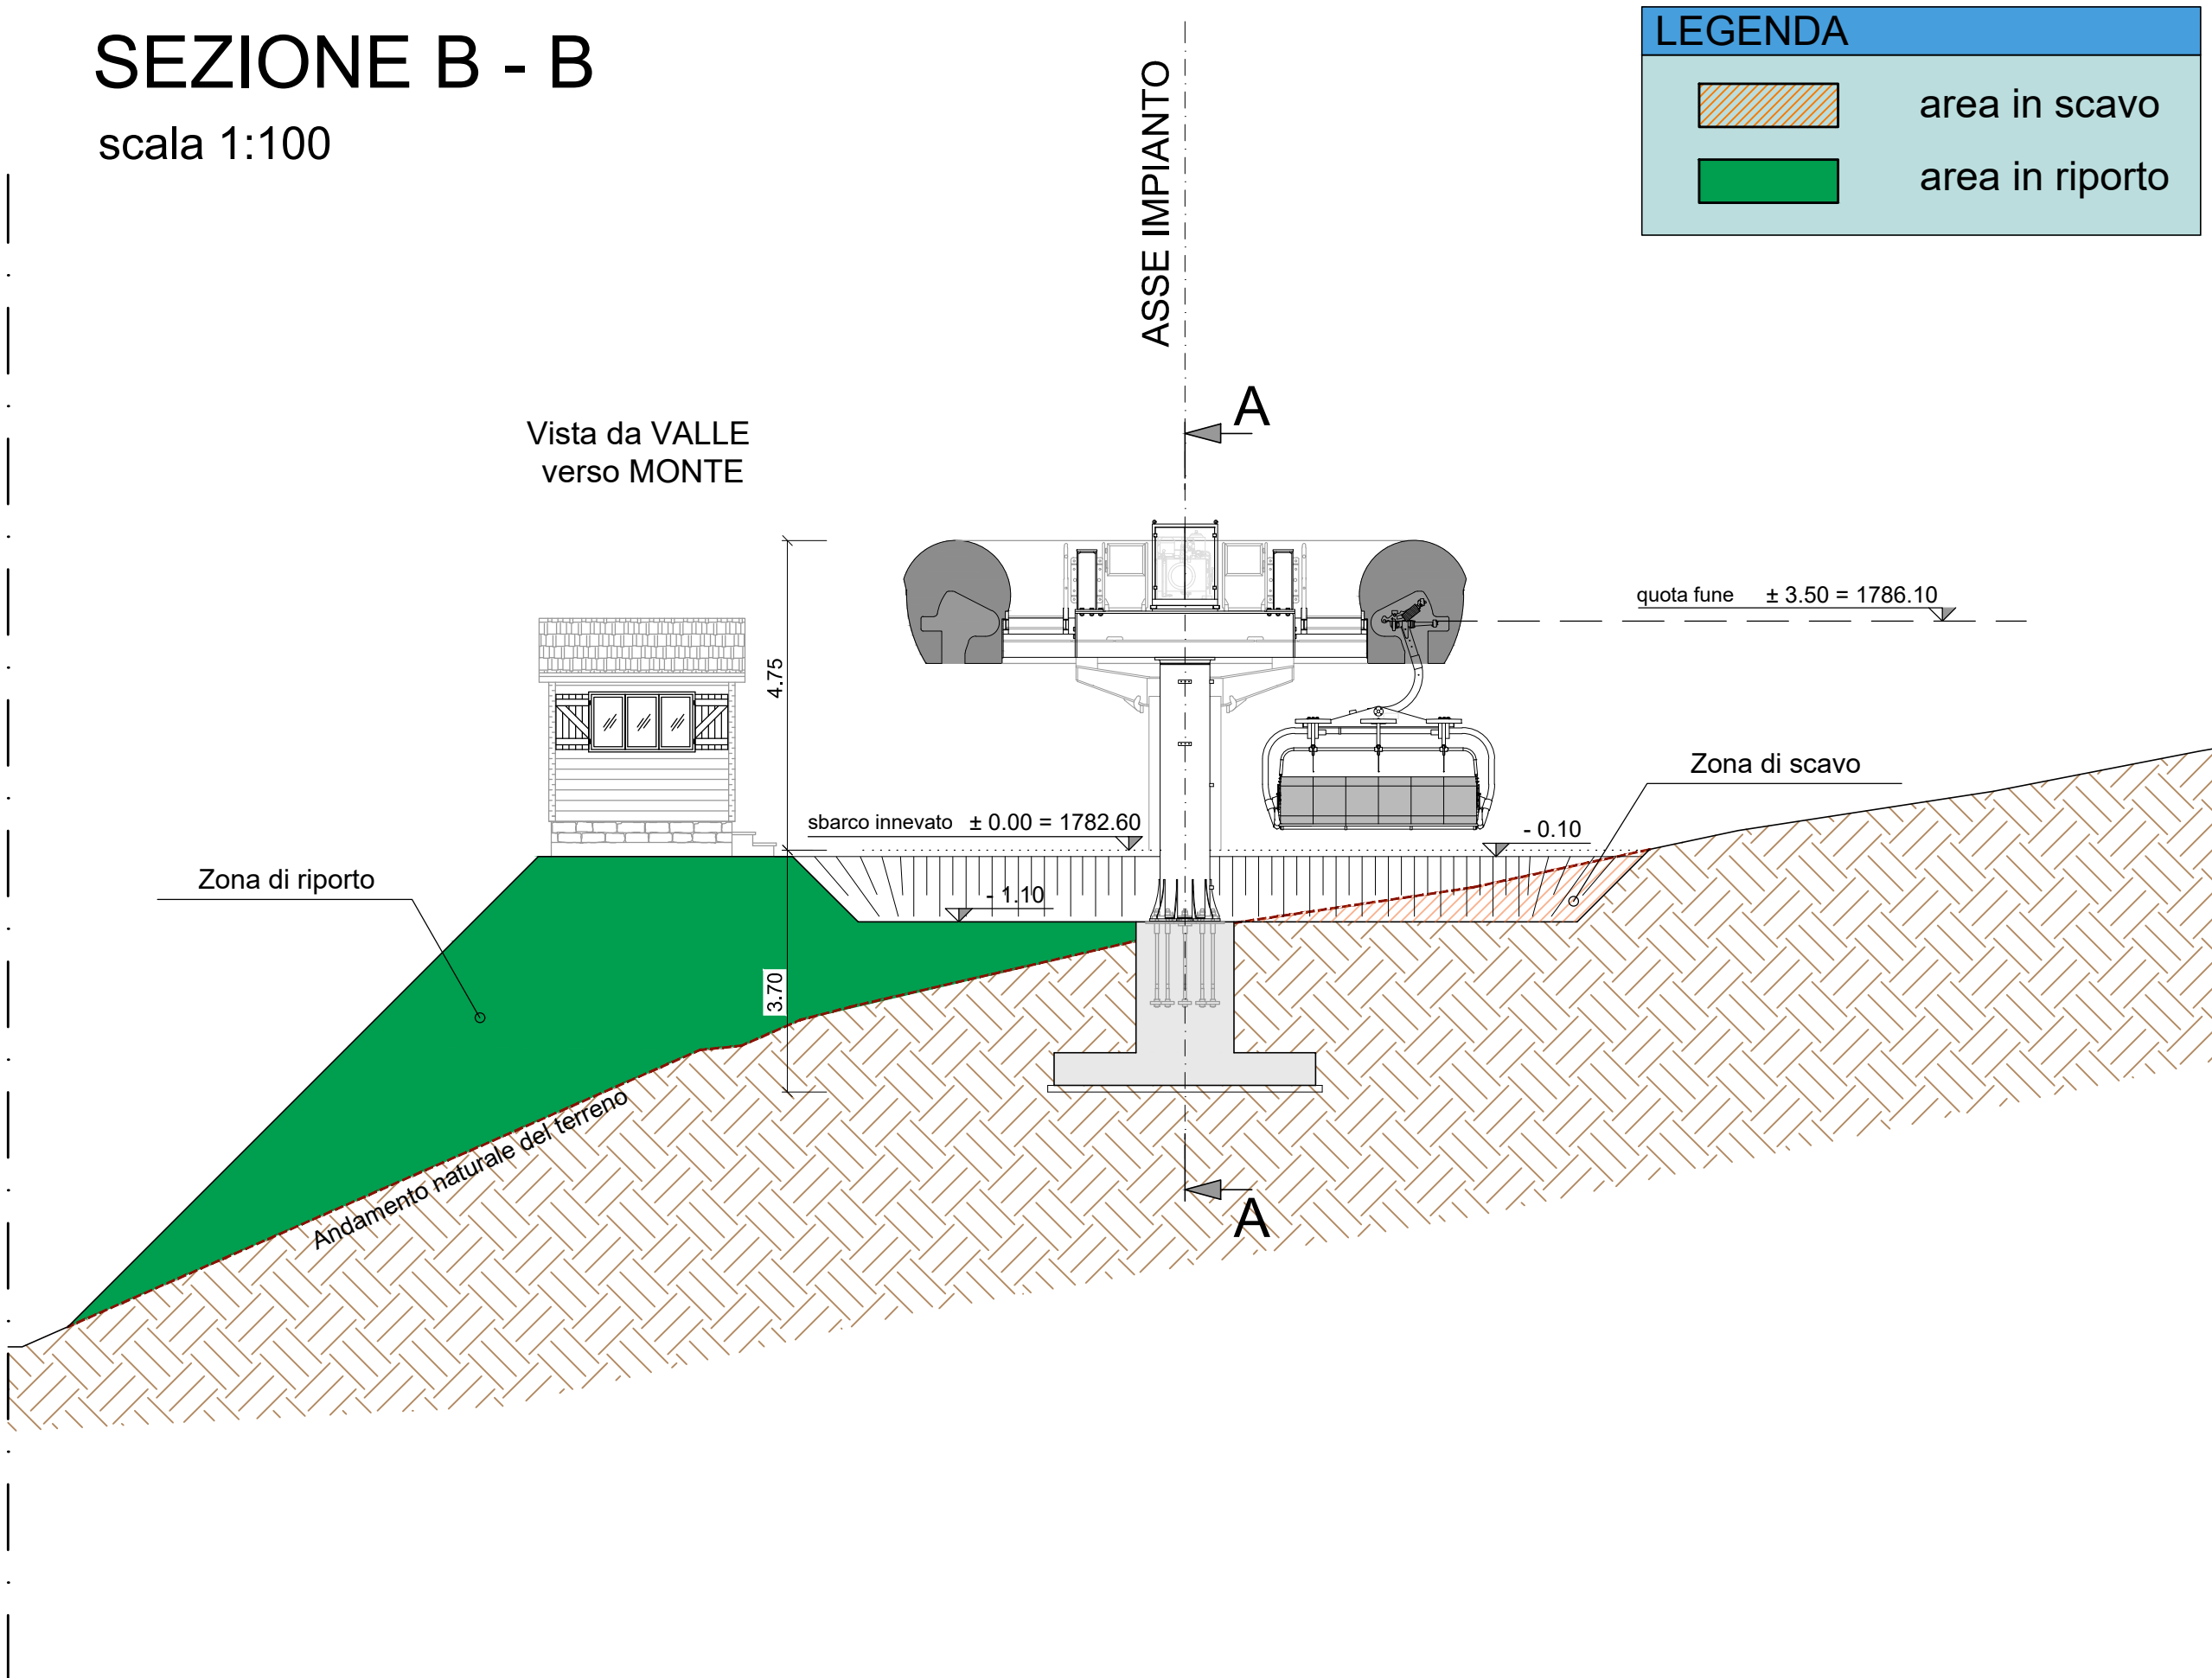 SEZIONE B - B
scala 1:100
LEGENDA
area in scavo
area in riporto
ASSE IMPIANTO
A
Vista da VALLE
verso MONTE
quota fune ± 3.50 = 1786.10
4.75
Zona di scavo
sbarco innevato ± 0.00 = 1782.60
- 0.10
Zona di riporto
- 1.10
3.70
Andamento naturale del terreno
A